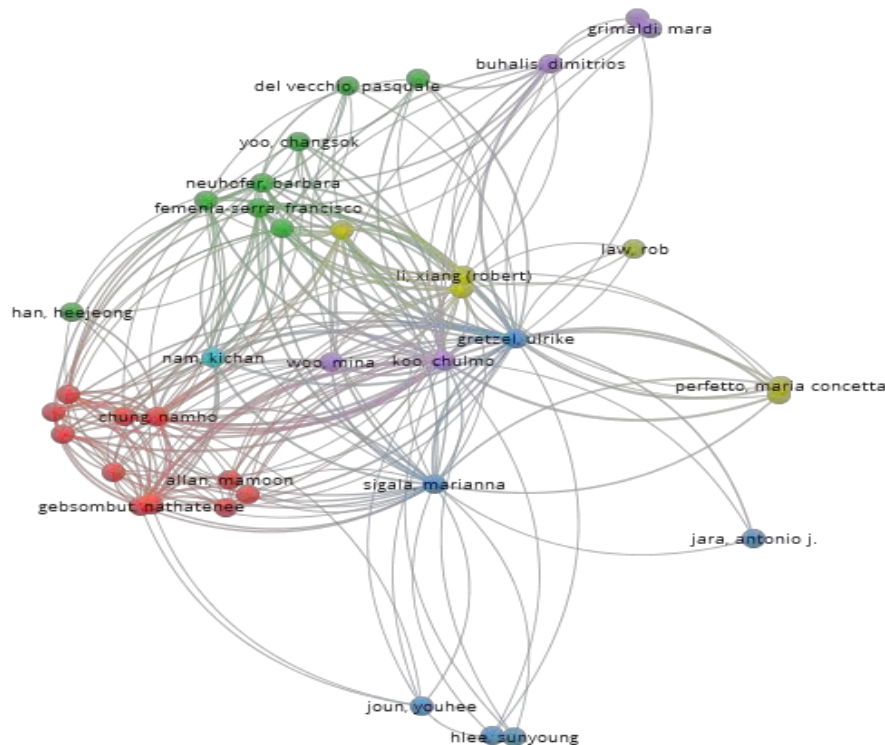 grimaldi, mara
buhalis, dimitrios
del vecchio, pasquale
yoo, changsok
neuhofer, barbara
femenia-serra, francisco
law, rob
li, xiang (robert)
han, heejeong
gretzel, ulrike
nam, kichan
woo, mina
koo, chulmo
perfetto, maria concetta
chung, namho
allan, mamoon
sigala, marianna
gebsombut, nathatenee
jara, antonio j.
joun, youhee
hlee, sunyoung